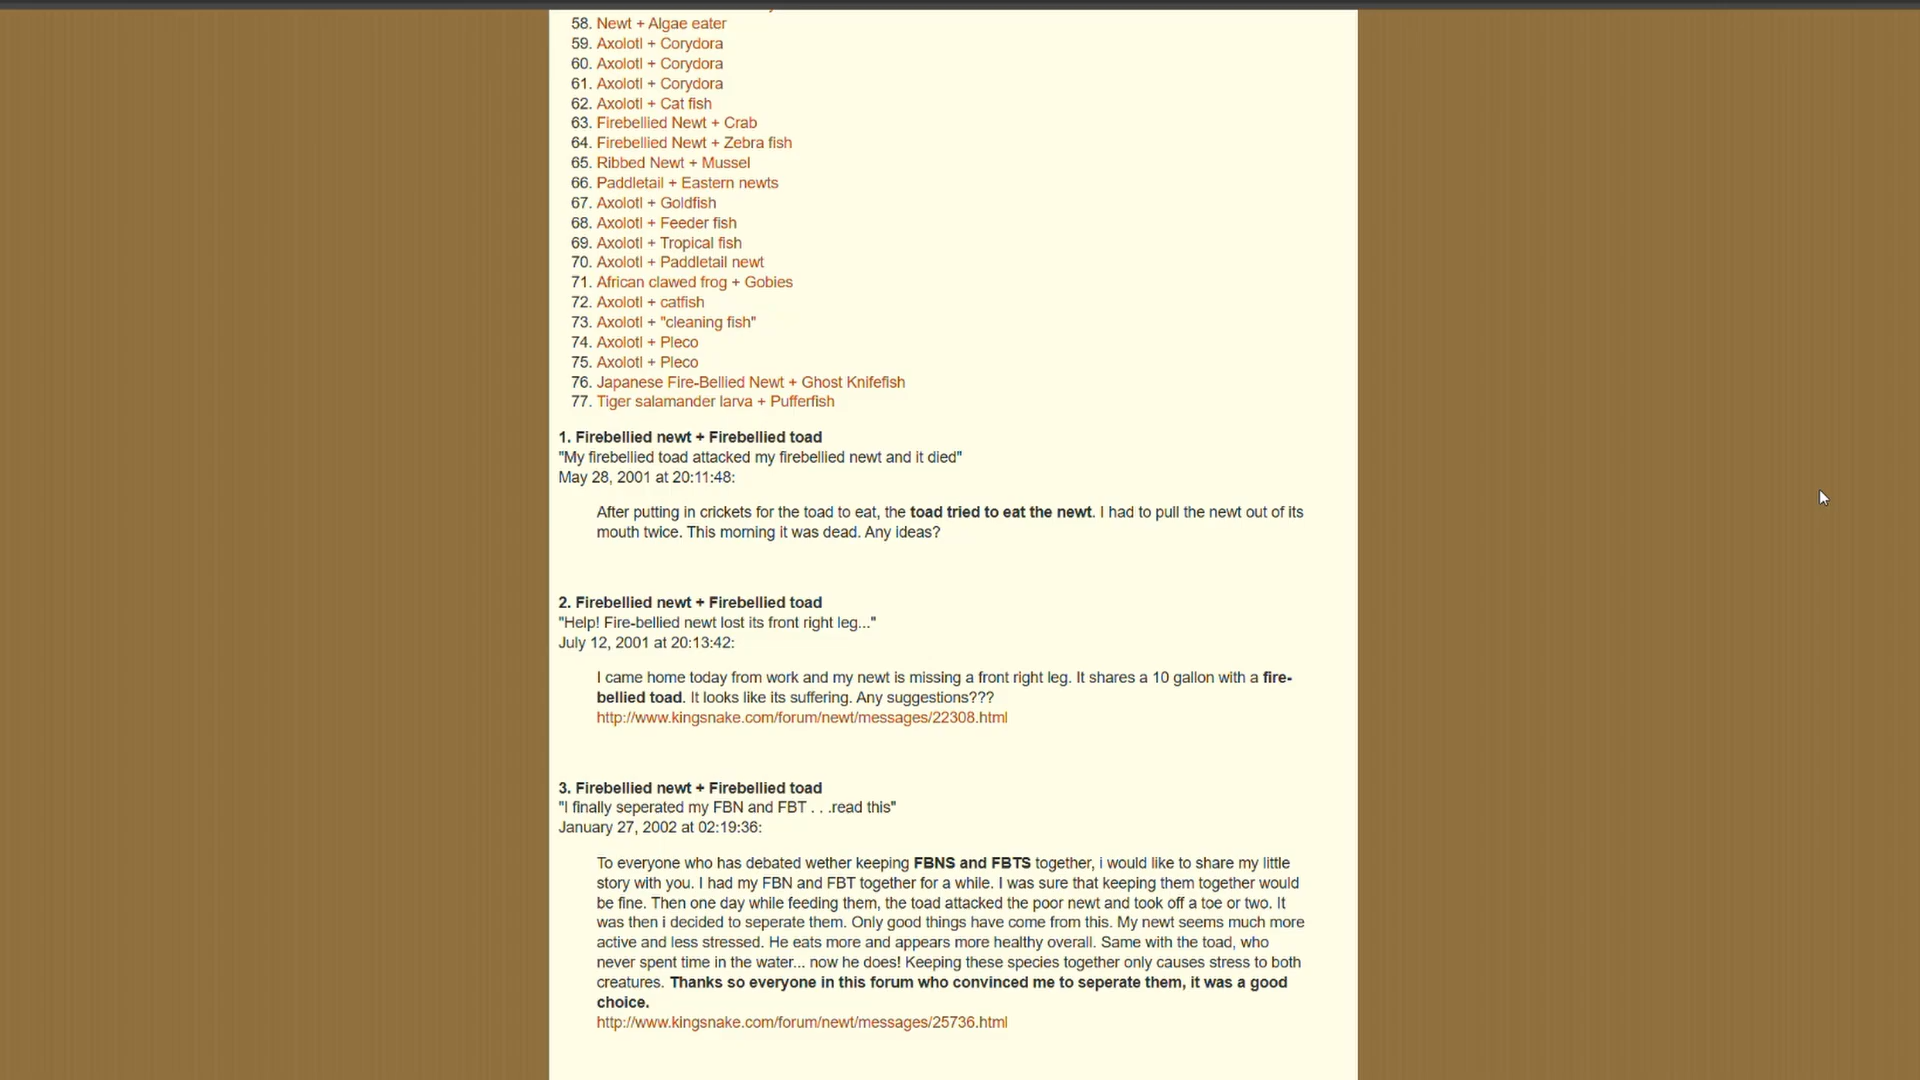 58. Newt + Algae eater
59. Axolotl + Corydora
60. Axolotl + Corydora
61. Axolotl + Corydora
62. Axolotl + Cat fish
63. Firebellied Newt + Crab
64. Firebellied Newt + Zebra fish
65. Ribbed Newt + Mussel
66. Paddletail + Eastern newts
67. Axolotl + Goldfish
68. Axolotl + Feeder fish
69. Axolotl + Tropical fish
70. Axolotl + Paddletail newt
71. African clawed frog + Gobies
72. Axolotl + catfish
73. Axolotl + "cleaning fish"
74. Axolotl + Pleco
75. Axolotl + Pleco
76. Japanese Fire-Bellied Newt + Ghost Knifefish
77. Tiger salamander larva + Pufferfish
1. Firebellied newt + Firebellied toad
"My firebellied toad attacked my firebellied newt and it died"
May 28, 2001 at 20:11:48:
After putting in crickets for the toad to eat, the toad tried to eat the newt. I had to pull the newt out of its
mouth twice. This morning it was dead. Any ideas?
2. Firebellied newt + Firebellied toad
"Help! Fire-bellied newt lost its front right leg..."
July 12, 2001 at 20:13:42:
I came home today from work and my newt is missing a front right leg. It shares a 10 gallon with a fire-
bellied toad. It looks like its suffering. Any suggestions???
http://www.kingsnake.com/forum/newt/messages/22308.html
3. Firebellied newt + Firebellied toad
"I finally seperated my FBN and FBT . . .read this"
January 27, 2002 at 02:19:36:
To everyone who has debated wether keeping FBNS and FBTS together, i would like to share my little
story with you. I had my FBN and FBT together for a while. I was sure that keeping them together would
be fine. Then one day while feeding them, the toad attacked the poor newt and took off a toe or two. It
was then i decided to seperate them. Only good things have come from this. My newt seems much more
active and less stressed. He eats more and appears more healthy overall. Same with the toad, who
never spent time in the water... now he does! Keeping these species together only causes stress to both
creatures. Thanks so everyone in this forum who convinced me to seperate them, it was a good
choice.
http://www.kingsnake.com/forum/newt/messages/25736.html